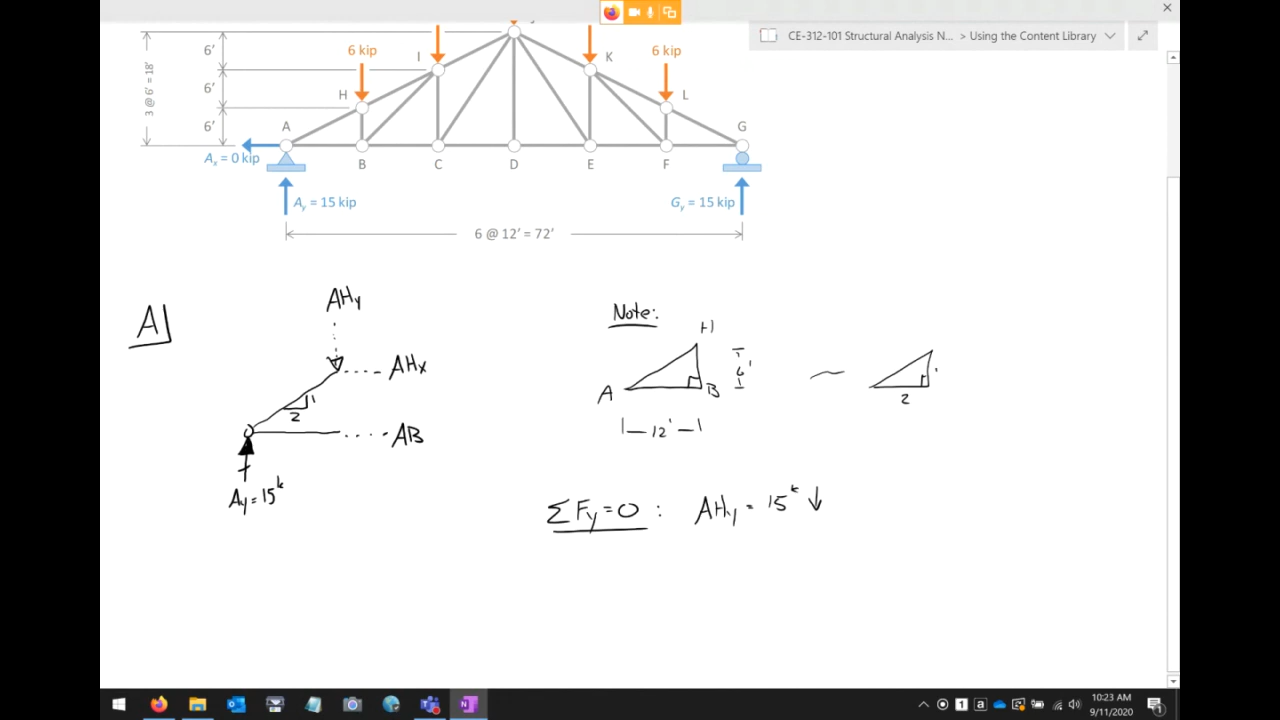 CE-312-101 Structural Analysis N... > Using the Content Library
3 @ 6' = 18'
6'
6'
6'
6 kip
6 kip
I
K
H
L
A
G
Ax = 0 kip
B
C
D
E
F
Ay = 15 kip
Gy = 15 kip
6 @ 12' = 72'
A
AHy
AHx
1
2
AB
Ay = 15k
Note:
H
6'
A
B
12'
~
2
ΣFy = 0 : AHy = 15k ↓
10:23 AM
9/11/2020